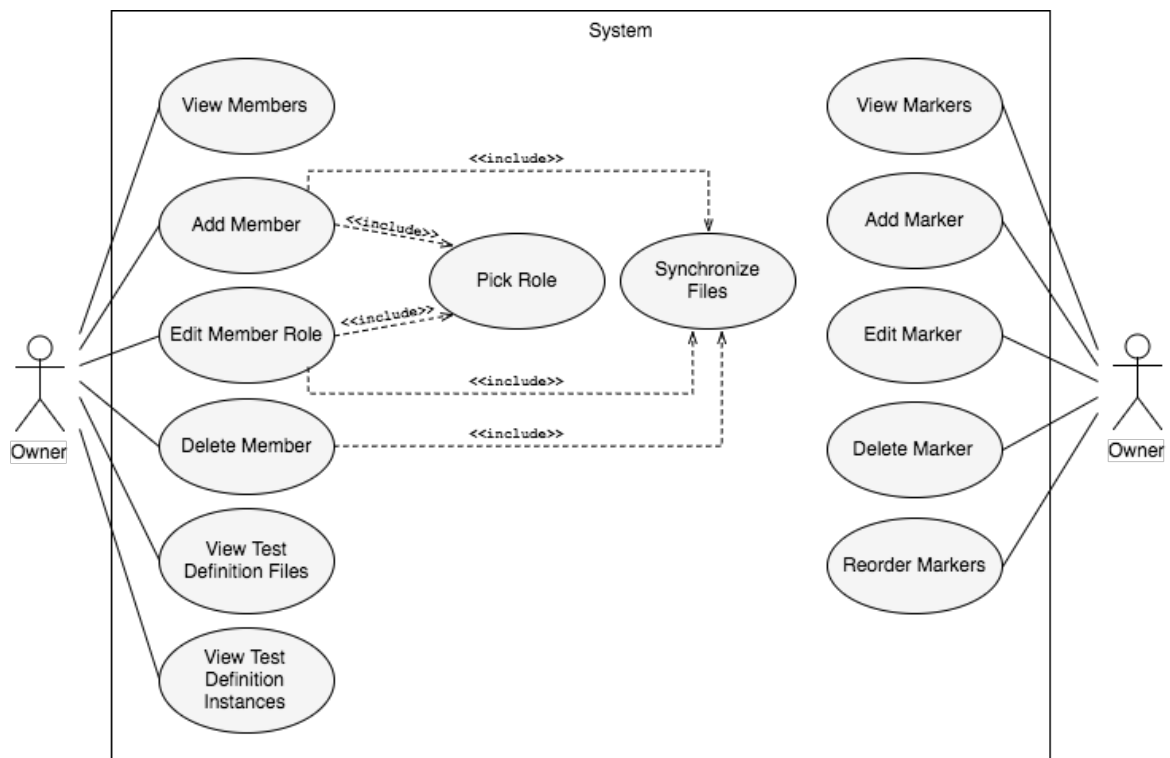 System
View Members
View Markers
<<include>>
Add Member
<<include>>
Add Marker
Pick Role
Synchronize
Files
Edit Member Role
<<include>>
Edit Marker
<<include>>
Delete Member
<<include>>
Delete Marker
Owner
Owner
View Test
Definition Files
Reorder Markers
View Test
Definition
Instances